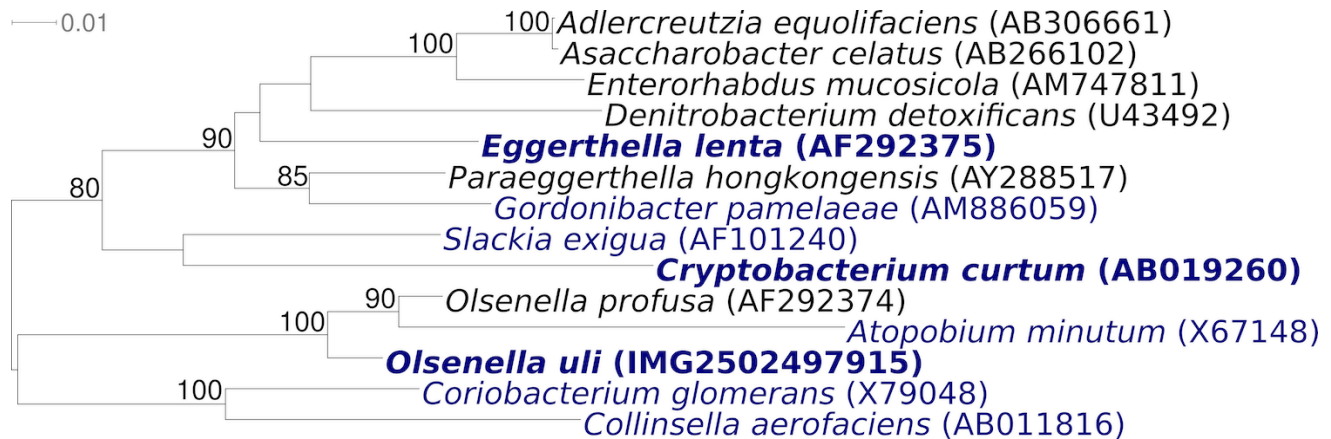 0.01
100 Adlercreutzia equolifaciens (AB306661)
100 Asaccharobacter celatus (AB266102)
Enterorhabdus mucosicola (AM747811)
Denitrobacterium detoxificans (U43492)
90 Eggerthella lenta (AF292375)
85 Paraeggerthella hongkongensis (AY288517)
80 Gordonibacter pamelaeae (AM886059)
Slackia exigua (AF101240)
Cryptobacterium curtum (AB019260)
90 Olsenella profusa (AF292374)
100 Atopobium minutum (X67148)
Olsenella uli (IMG2502497915)
100 Coriobacterium glomerans (X79048)
Collinsella aerofaciens (AB011816)